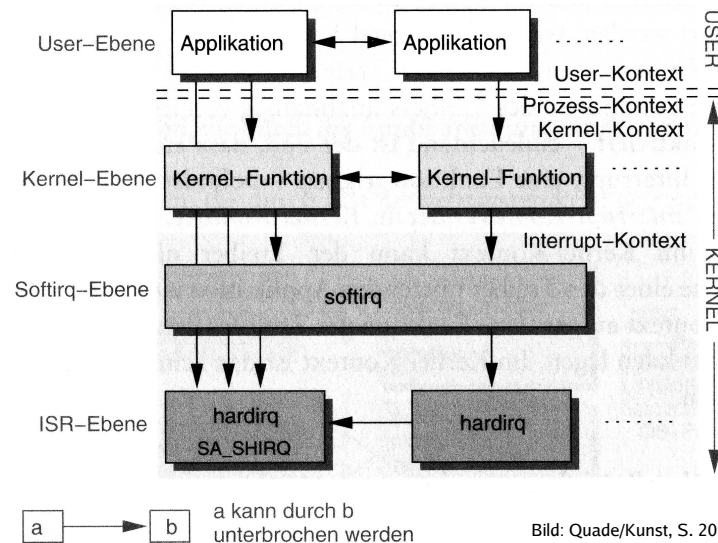 User–Ebene
Applikation
Applikation
USER
User–Kontext
Prozess–Kontext
Kernel–Kontext
Kernel–Ebene
Kernel–Funktion
Kernel–Funktion
Interrupt–Kontext
KERNEL
Softirq–Ebene
softirq
ISR–Ebene
hardirq
SA_SHIRQ
hardirq
a
b
a kann durch b
unterbrochen werden
Bild: Quade/Kunst, S. 20